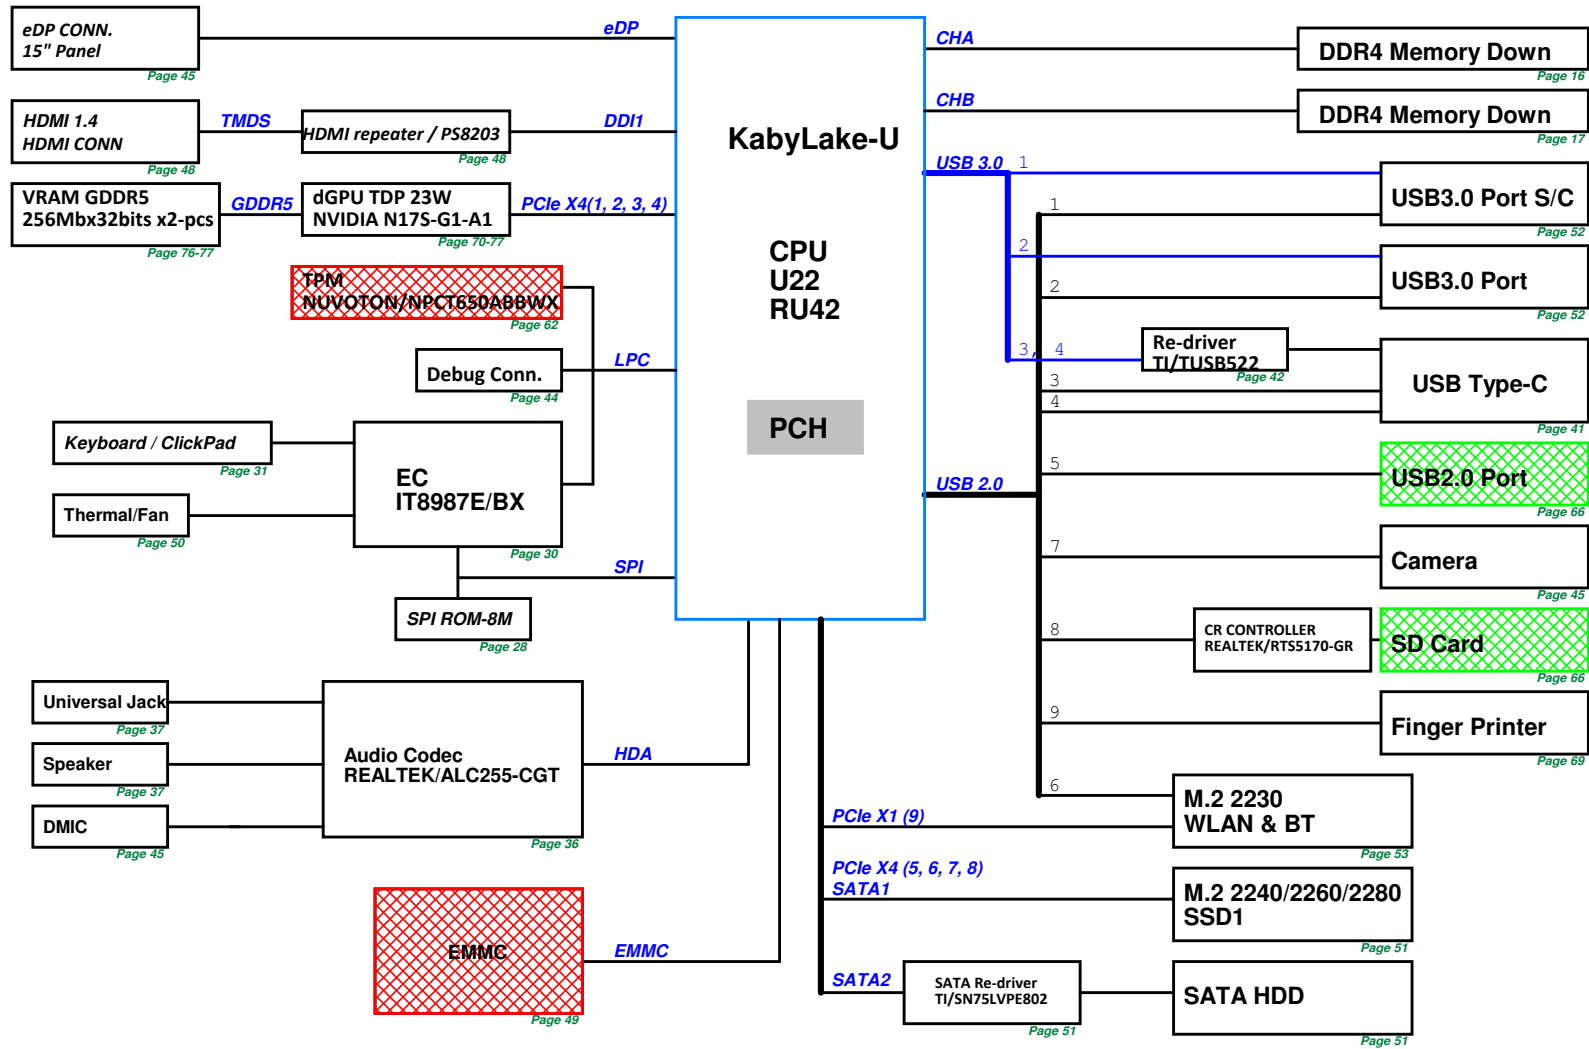 eDP CONN.
15" Panel
Page 45
eDP
HDMI 1.4
HDMI CONN
Page 48
TMDS
HDMI repeater / PS8203
Page 48
DDI1
VRAM GDDR5
256Mbx32bits x2-pcs
Page 76-77
GDDR5
dGPU TDP 23W
NVIDIA N17S-G1-A1
Page 70-77
PCIe X4(1, 2, 3, 4)
TPM
NUVOTON/NPCT650ABBWX
Page 62
Debug Conn.
Page 44
LPC
Keyboard / ClickPad
Page 31
Thermal/Fan
Page 50
EC
IT8987E/BX
Page 30
SPI
SPI ROM-8M
Page 28
Universal Jack
Page 37
Speaker
Page 37
DMIC
Page 45
Audio Codec
REALTEK/ALC255-CGT
Page 36
HDA
EMMC
Page 49
EMMC
KabyLake-U
CPU
U22
RU42
PCH
CHA
DDR4 Memory Down
Page 16
CHB
DDR4 Memory Down
Page 17
USB 3.0
1
1
USB3.0 Port S/C
Page 52
2
2
USB3.0 Port
Page 52
3, 4
Re-driver
TI/TUSB522
Page 42
3
4
USB Type-C
Page 41
USB 2.0
5
USB2.0 Port
Page 66
7
Camera
Page 45
8
CR CONTROLLER
REALTEK/RTS5170-GR
SD Card
Page 66
9
Finger Printer
Page 69
6
M.2 2230
WLAN & BT
Page 53
PCIe X1 (9)
PCIe X4 (5, 6, 7, 8)
SATA1
M.2 2240/2260/2280
SSD1
Page 51
SATA2
SATA Re-driver
TI/SN75LVPE802
Page 51
SATA HDD
Page 51